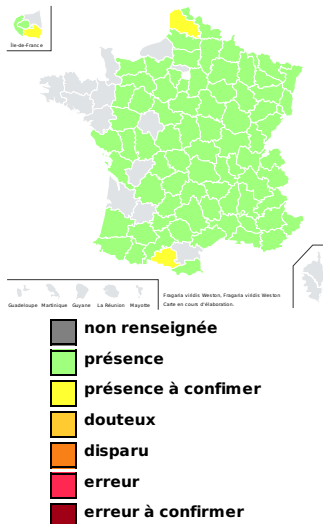 Île-de-France
Guadeloupe Martinique Guyane La Réunion Mayotte
Fragaria viridis Weston, Fragaria viridis Weston
Carte en cours d'élaboration.
non renseignée
présence
présence à confimer
douteux
disparu
erreur
erreur à confirmer